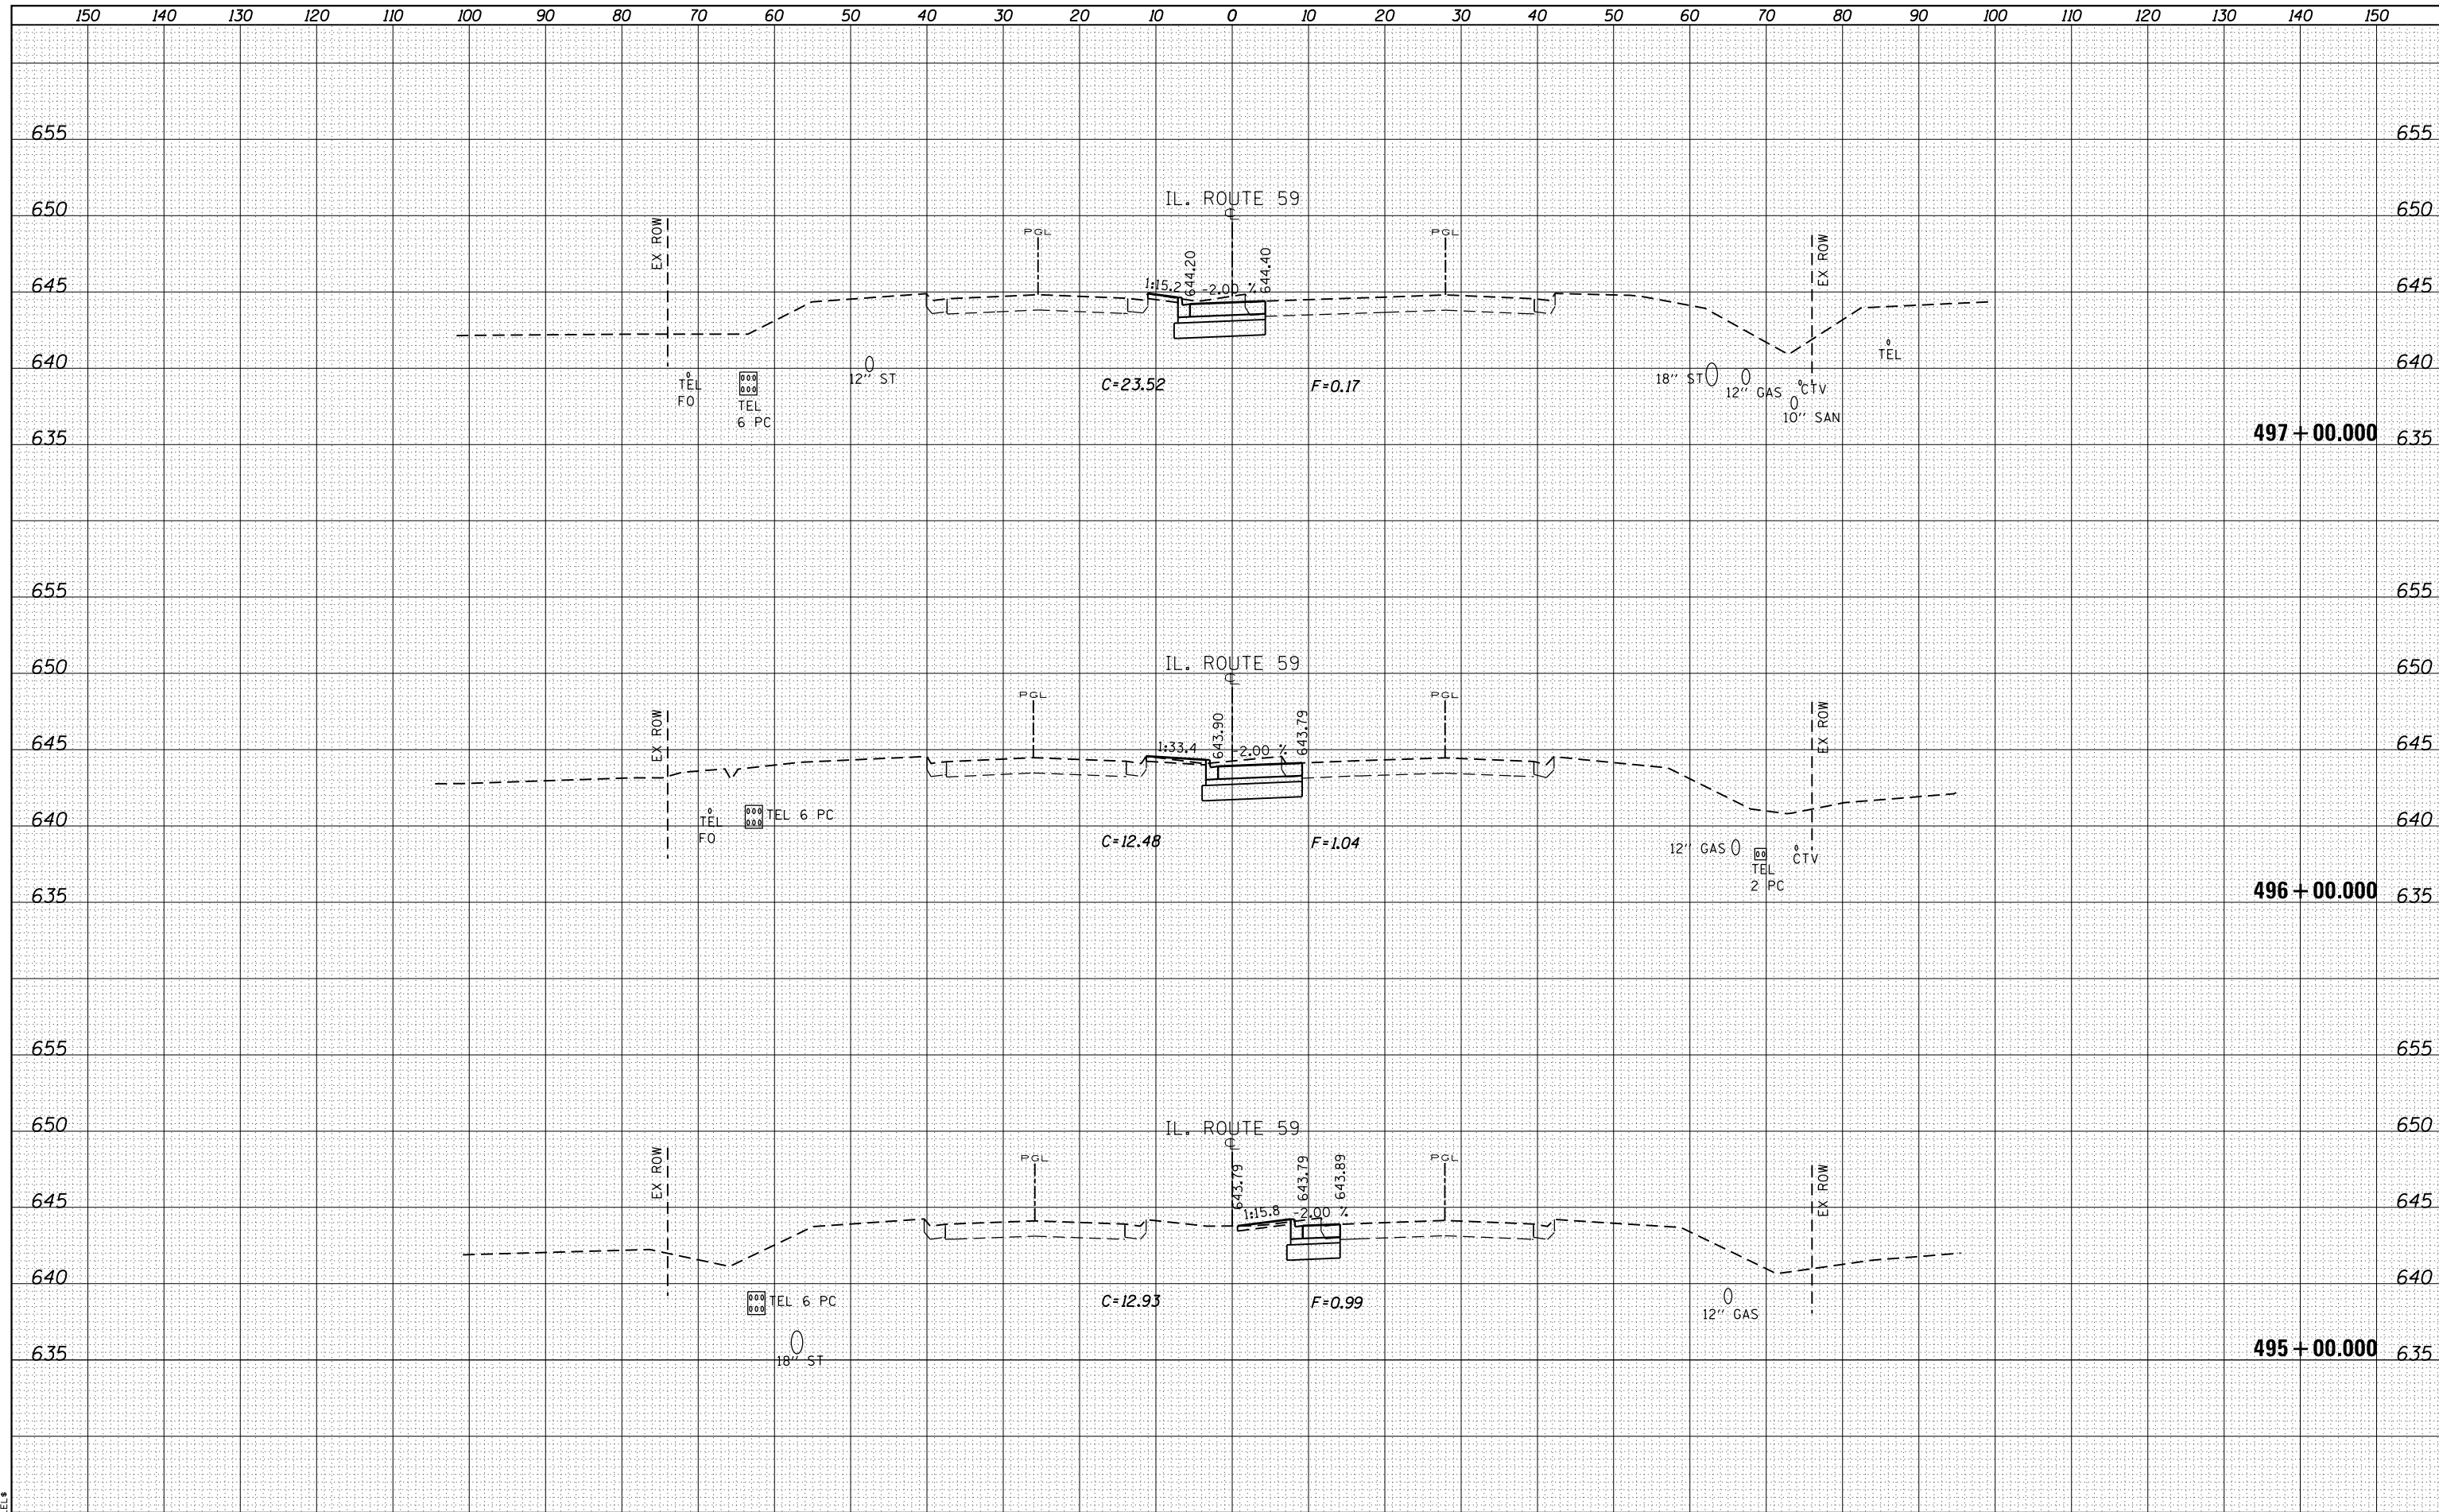 150 140 130 120 110 100 90 80 70 60 50 40 30 20 10 0 10 20 30 40 50 60 70 80 90 100 110 120 130 140 150
655 655
650 650
IL. ROUTE 59
EX ROW
PGL
PGL
EX ROW
644.20
644.40
645 645
1:15.2
-2.00 %
640 640
TEL
FO
TEL
6 PC
12" ST
C=23.52
F=0.17
18" ST
12" GAS
CTV
10" SAN
TEL
635 635
497+00.000
655 655
650 650
IL. ROUTE 59
EX ROW
PGL
PGL
EX ROW
643.90
643.79
645 645
1:33.4
-2.00 %
640 640
TEL
FO
TEL 6 PC
C=12.48
F=1.04
12" GAS
TEL
2 PC
CTV
635 635
496+00.000
655 655
650 650
IL. ROUTE 59
EX ROW
PGL
PGL
EX ROW
643.79
643.79
643.89
645 645
1:15.8
-2.00 %
640 640
TEL 6 PC
18" ST
C=12.93
F=0.99
12" GAS
635 635
495+00.000